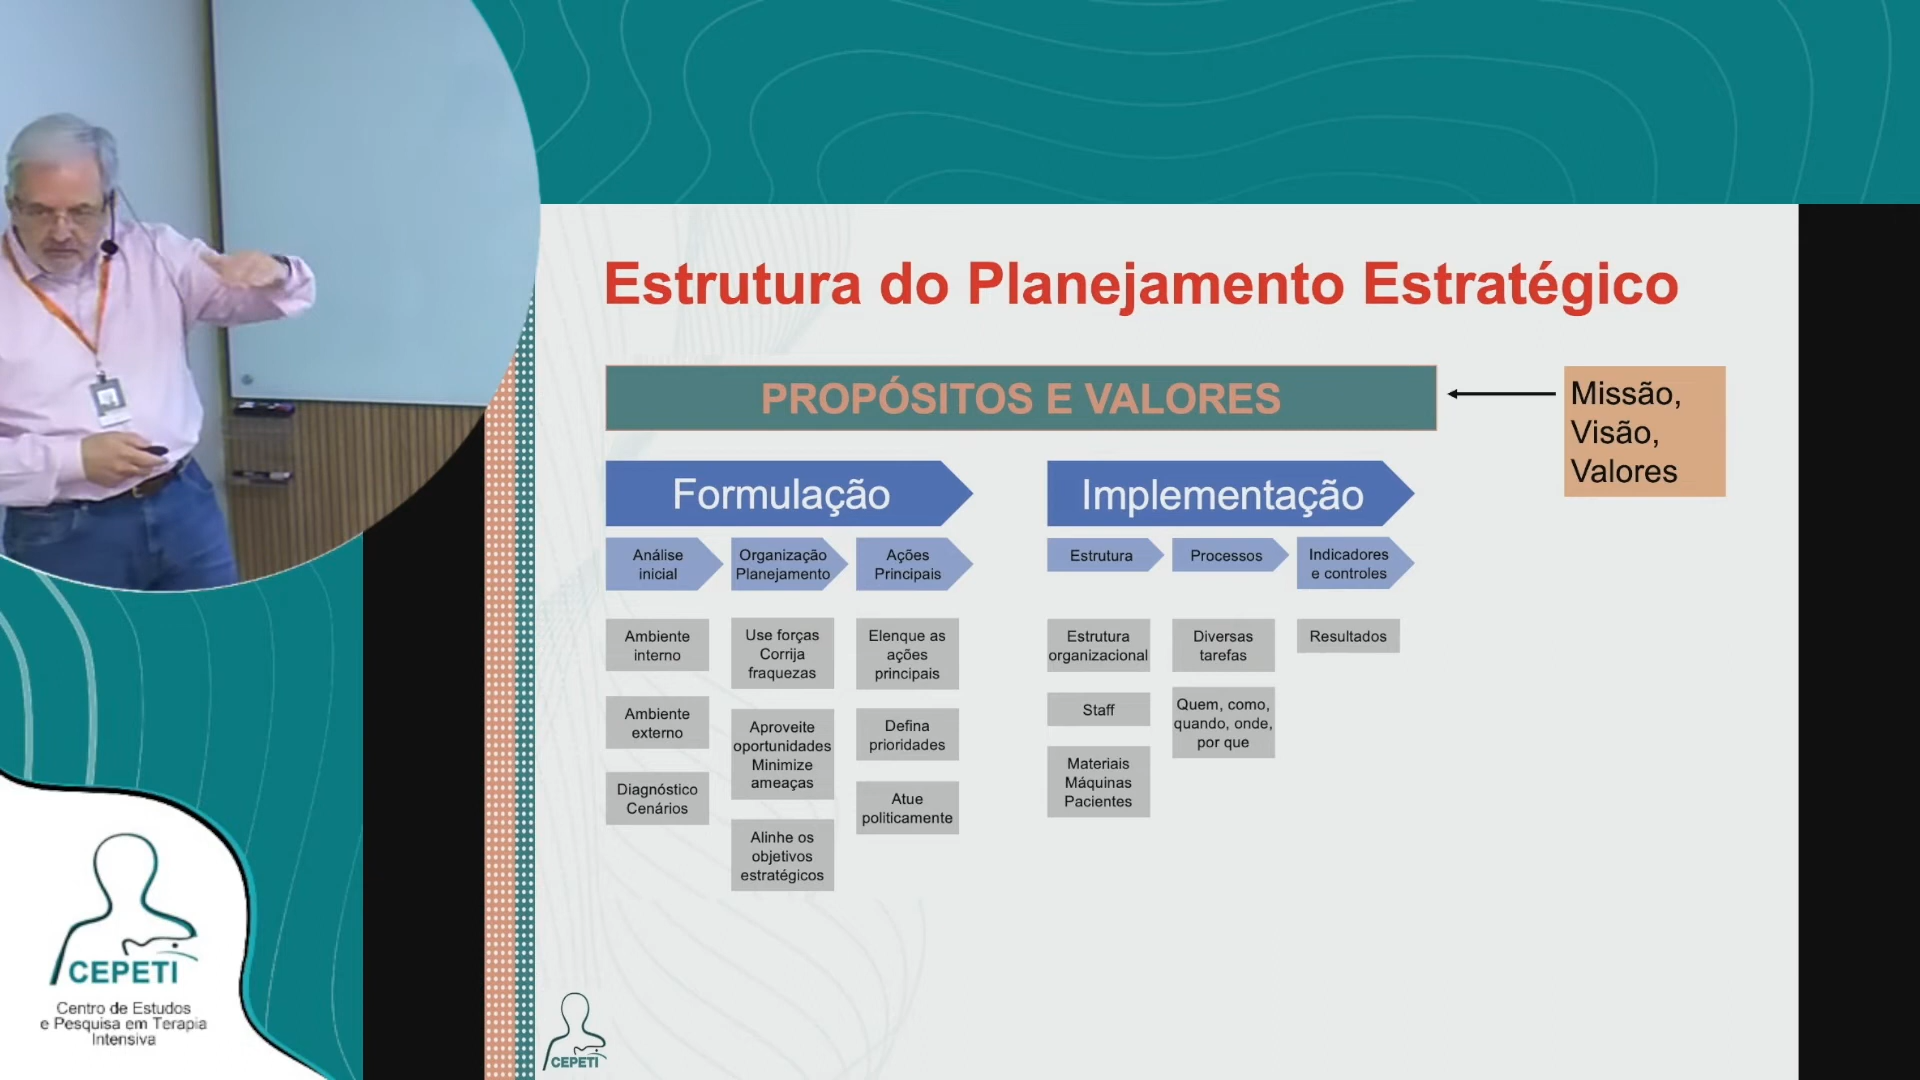 Estrutura do Planejamento Estratégico
PROPÓSITOS E VALORES
Missão,
Visão,
Valores
Formulação
Implementação
Análise
inicial
Organização
Planejamento
Ações
Principais
Estrutura
Processos
Indicadores
e controles
Ambiente
interno
Ambiente
externo
Diagnóstico
Cenários
Use forças
Corrija
fraquezas
Aproveite
oportunidades
Minimize
ameaças
Alinhe os
objetivos
estratégicos
Elenque as
ações
principais
Defina
prioridades
Atue
politicamente
Estrutura
organizacional
Staff
Materiais
Máquinas
Pacientes
Diversas
tarefas
Quem, como,
quando, onde,
por que
Resultados
CEPETI
Centro de Estudos
e Pesquisa em Terapia
Intensiva
CEPETI